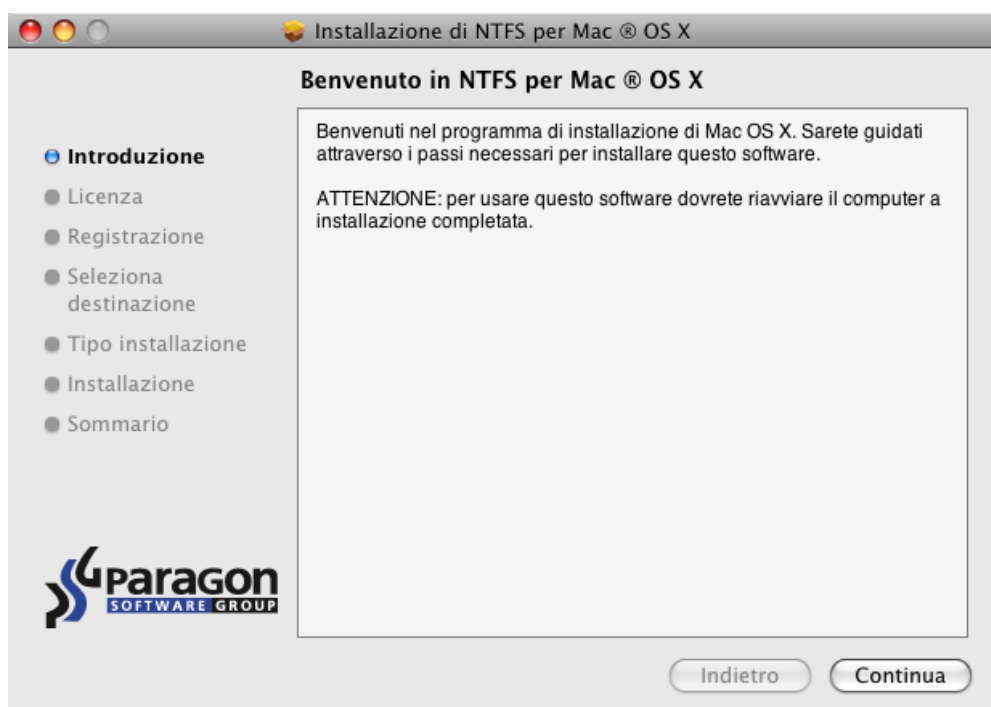 Installazione di NTFS per Mac ® OS X
Benvenuto in NTFS per Mac ® OS X
Introduzione
Licenza
Registrazione
Seleziona
destinazione
Tipo installazione
Installazione
Sommario
Benvenuti nel programma di installazione di Mac OS X. Sarete guidati
attraverso i passi necessari per installare questo software.
ATTENZIONE: per usare questo software dovrete riavviare il computer a
installazione completata.
Paragon
SOFTWARE GROUP
Indietro
Continua